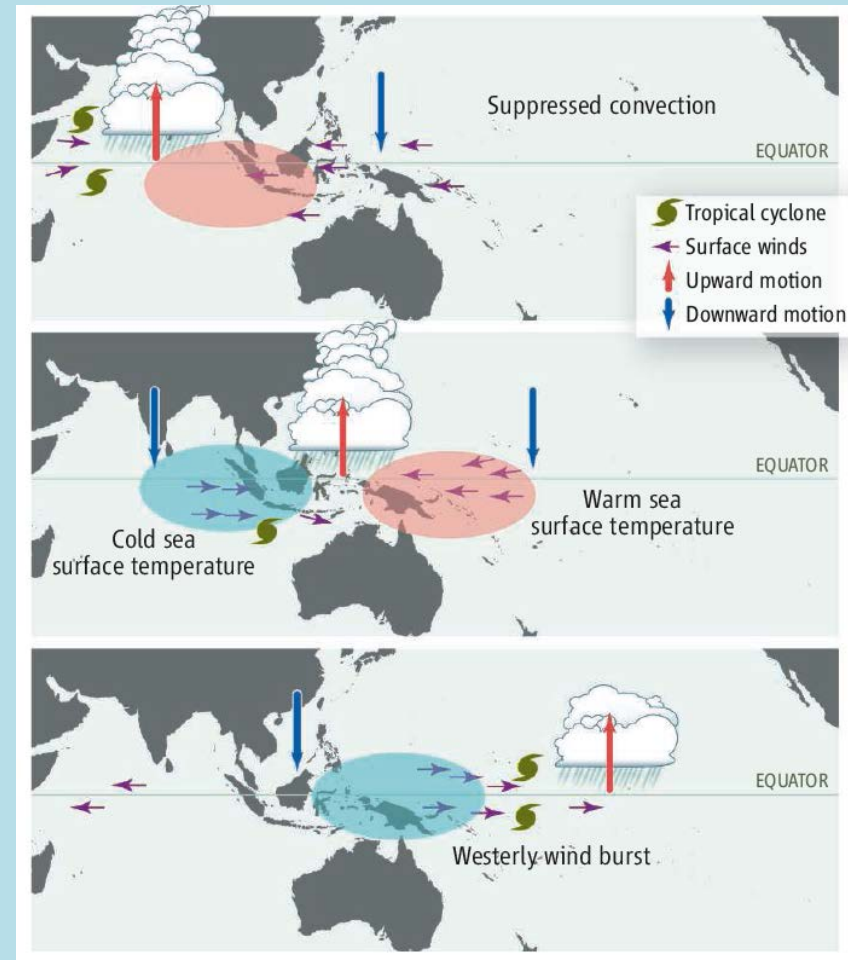 Suppressed convection
EQUATOR
Tropical cyclone
Surface winds
Upward motion
Downward motion
EQUATOR
Warm sea
surface temperature
Cold sea
surface temperature
EQUATOR
Westerly wind burst